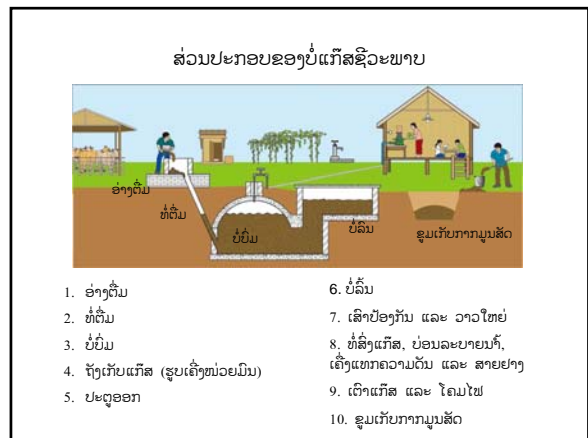 ສ່ວນປະກອບຂອງບໍ່ແກ໊ສຊີວະພາບ
ອ່າງຕື່ມ
ທໍ່ຕື່ມ
ບໍ່ບົ່ມ
ບໍ່ລົ້ນ
ຂູມເກັບກາກມູນສັດ
1. ອ່າງຕື່ມ
2. ທໍ່ຕື່ມ
3. ບໍ່ບົ່ມ
4. ຖັງເກັບແກ໊ສ (ຮູບເຄິ່ງໜ່ວຍມົນ)
5. ປະຕູອອກ
6. ບໍ່ລົ້ນ
7. ເສົາປ້ອງກັນ ແລະ ວາວໃຫຍ່
8. ທໍ່ສົ່ງແກ໊ສ, ບ່ອນລະບາຍນ້ຳ,
ເຄື່ງແທກຄວາມດັນ ແລະ ສາຍຢາງ
9. ເຕົາແກ໊ສ ແລະ ໂຄມໄຟ
10. ຂູມເກັບກາກມູນສັດ